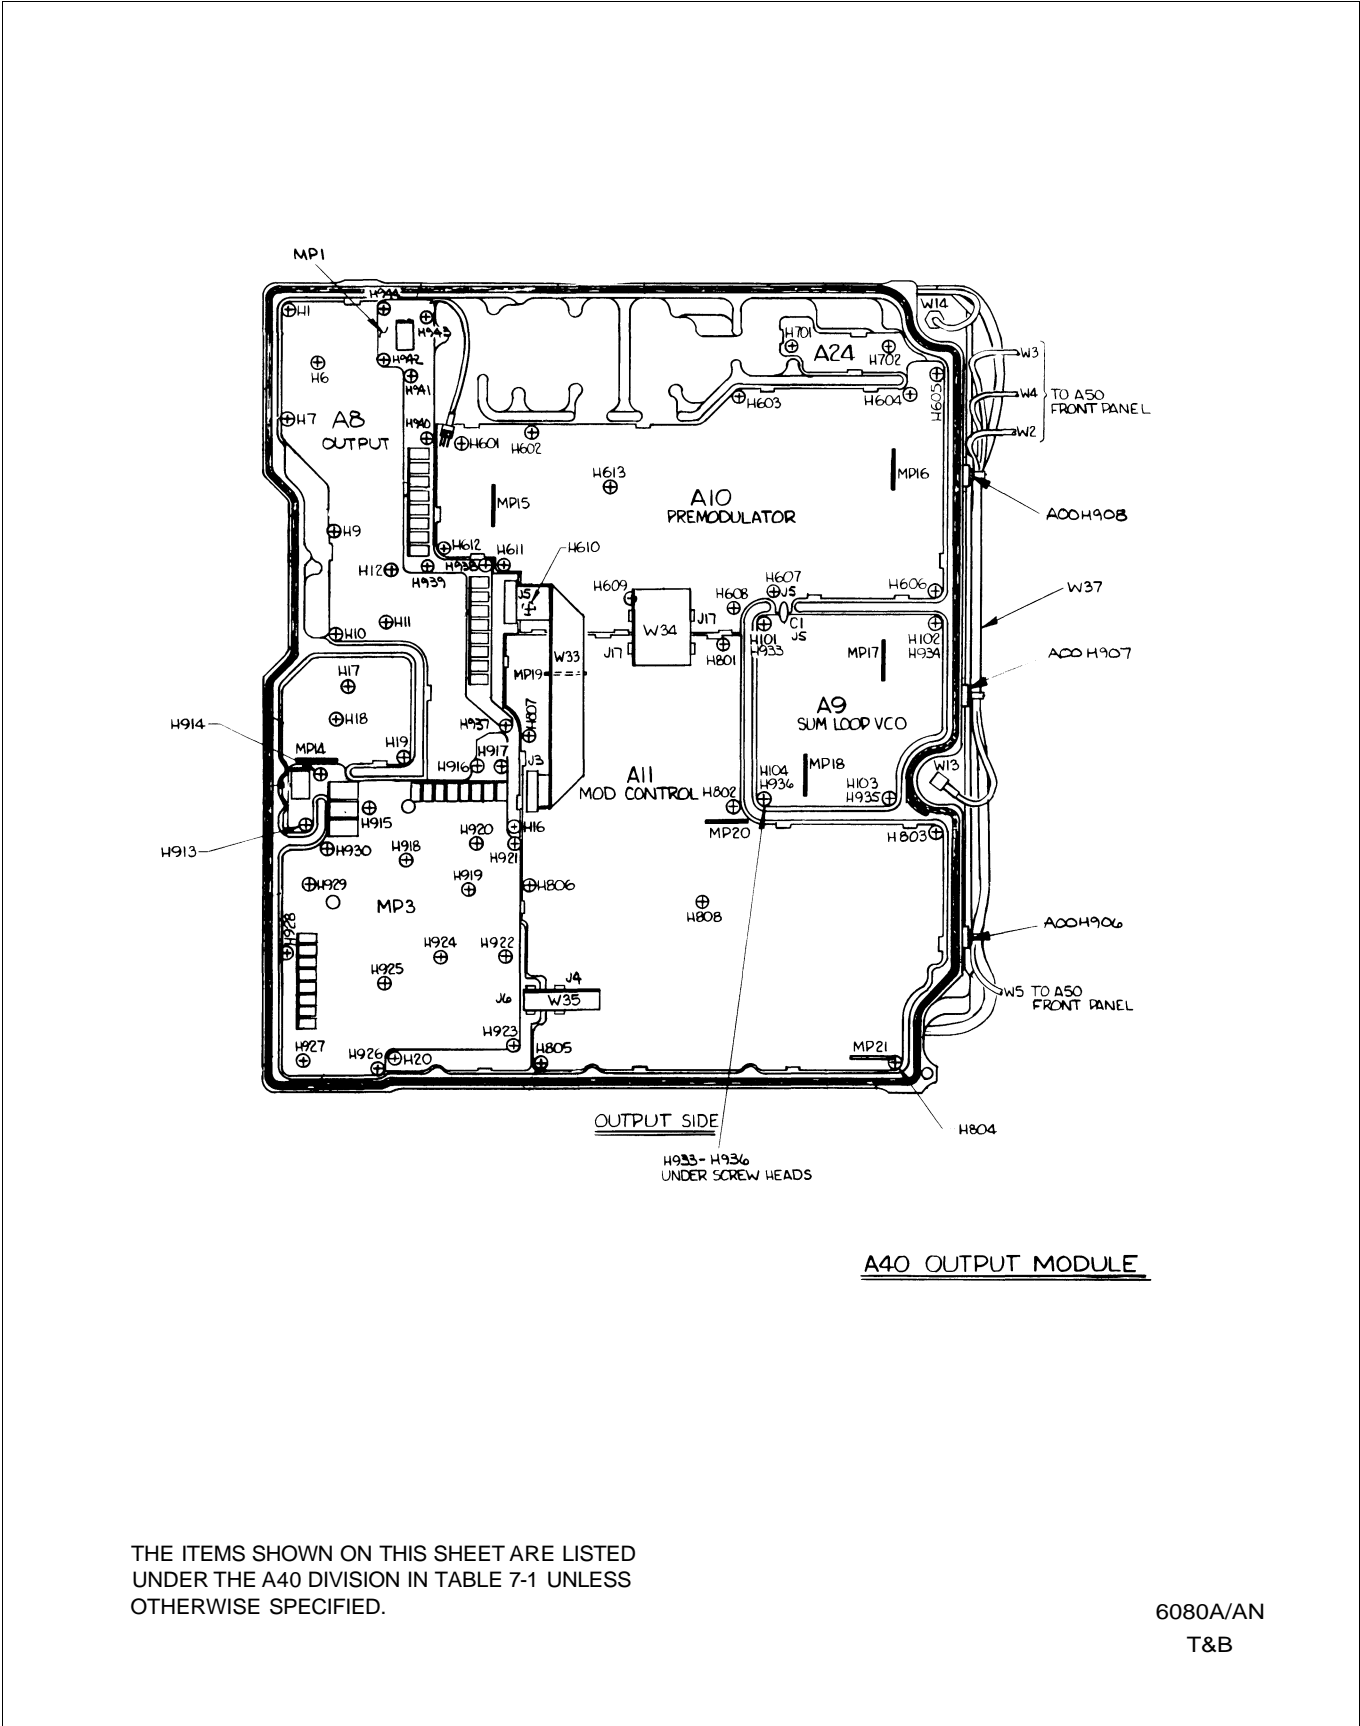 MP1
H944
H1
H943
W14
H701
A24
H702
W3
H942
H6
H941
H605
W4
TO A50
FRONT PANEL
H603
H604
H7
A8
OUTPUT
H940
H601
H602
W2
H613
MP16
MP15
A10
PREMODULATOR
A00H908
H9
H612
H938
H611
H610
H12
H939
H607
H609
H608
J5
H606
W37
J5
C1
J5
H11
H10
W34
J17
H101
H933
H102
H934
J17
H801
W33
MP17
A00H907
MP19
H17
A9
SUM LOOP VCO
H914
H18
H937
H807
MP14
H19
H917
H916
J3
MP18
W13
A11
MOD CONTROL
H104
H936
H103
H935
H802
H915
H16
H920
MP20
H803
H913
H930
H918
H921
H919
H929
H806
MP3
H808
H928
A00H906
H924
H922
H925
J4
J6
W35
W5 TO A50
FRONT PANEL
H923
H927
H926
H20
H805
MP21
OUTPUT SIDE
H804
H933-H936
UNDER SCREW HEADS
A40 OUTPUT MODULE
THE ITEMS SHOWN ON THIS SHEET ARE LISTED
UNDER THE A40 DIVISION IN TABLE 7-1 UNLESS
OTHERWISE SPECIFIED.
6080A/AN
T&B